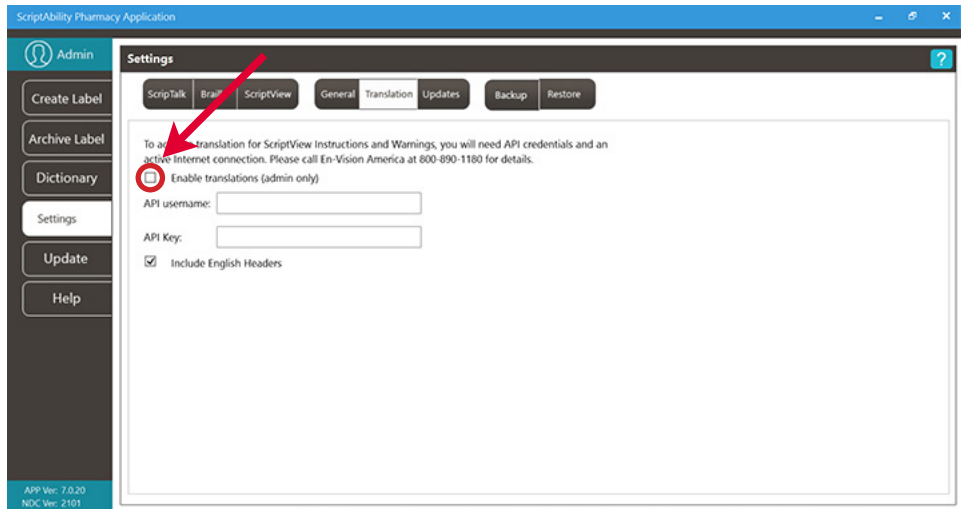 ScriptAbility Pharmacy Application
Admin
Settings
?
Create Label
Archive Label
Dictionary
Settings
Update
Help
ScripTalk
ScriptView
General
Translation
Updates
Backup
Restore
To translation for ScriptView Instructions and Warnings, you will need API credentials and an
active Internet connection. Please call En-Vision America at 800-890-1180 for details.
Enable translations (admin only)
API username:
API Key:
Include English Headers
APP Ver: 7.0.20
NDC Ver: 2101